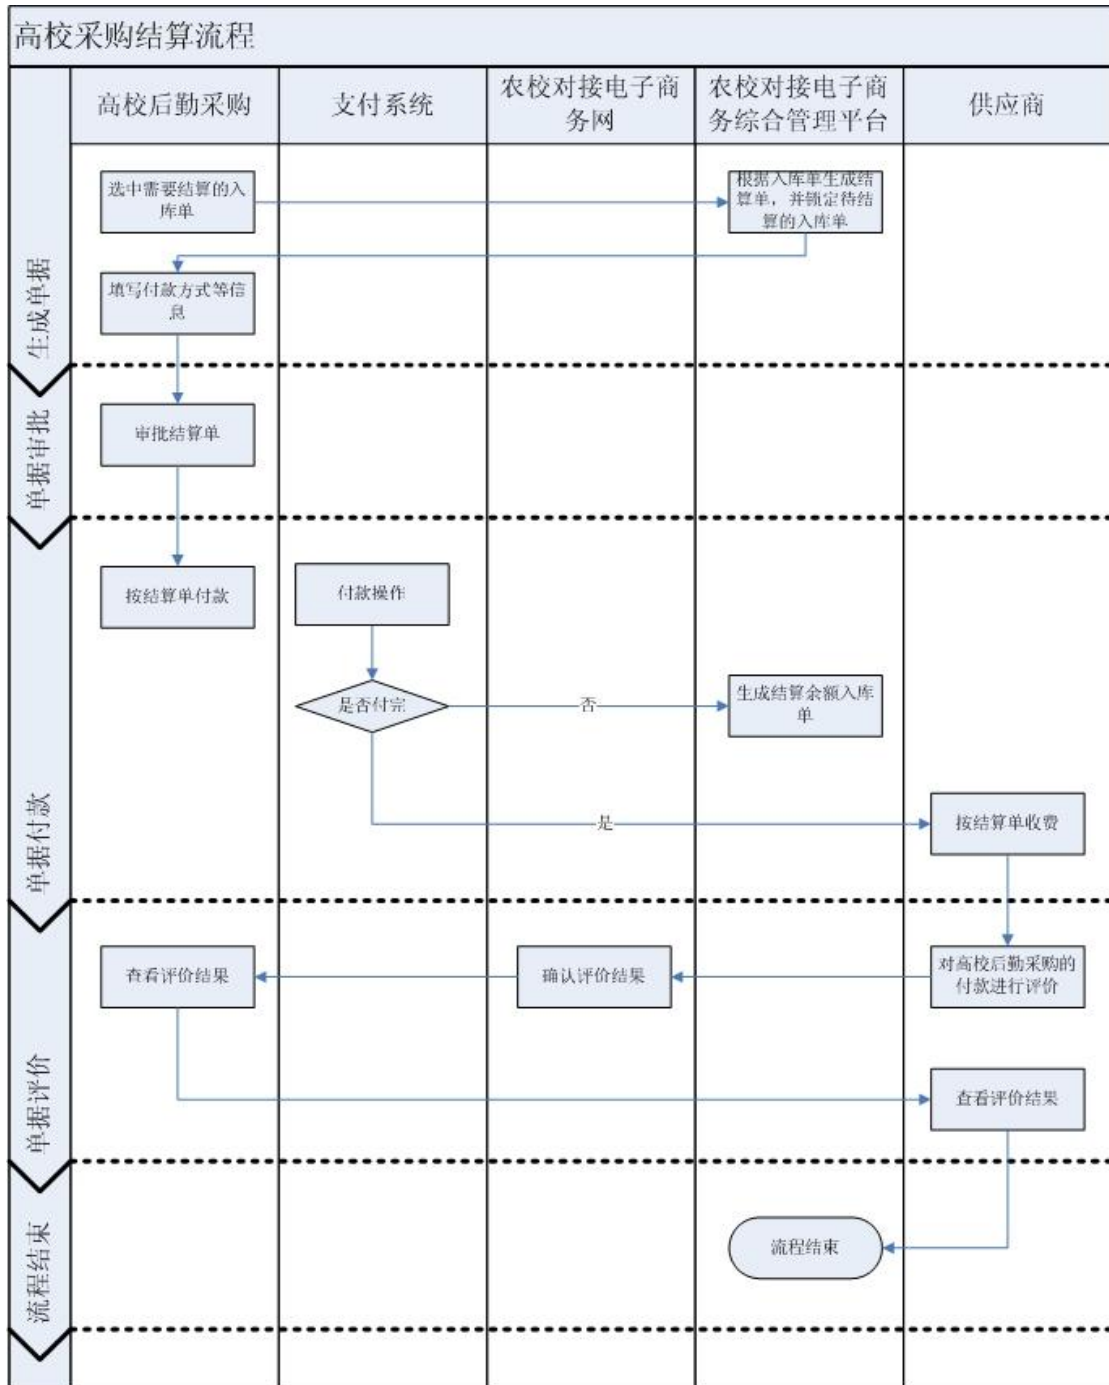 高校采购结算流程
高校后勤采购
支付系统
农校对接电子商
务网
农校对接电子商
务综合管理平台
供应商
生成单据
选中需要结算的入
库单
根据入库单生成结
算单，并锁定待结
算的入库单
填写付款方式等信
息
单据审批
审批结算单
单据付款
按结算单付款
付款操作
是否付完
否
生成结算余额入库
单
是
按结算单收费
单据评价
查看评价结果
确认评价结果
对高校后勤采购的
付款进行评价
查看评价结果
流程结束
流程结束